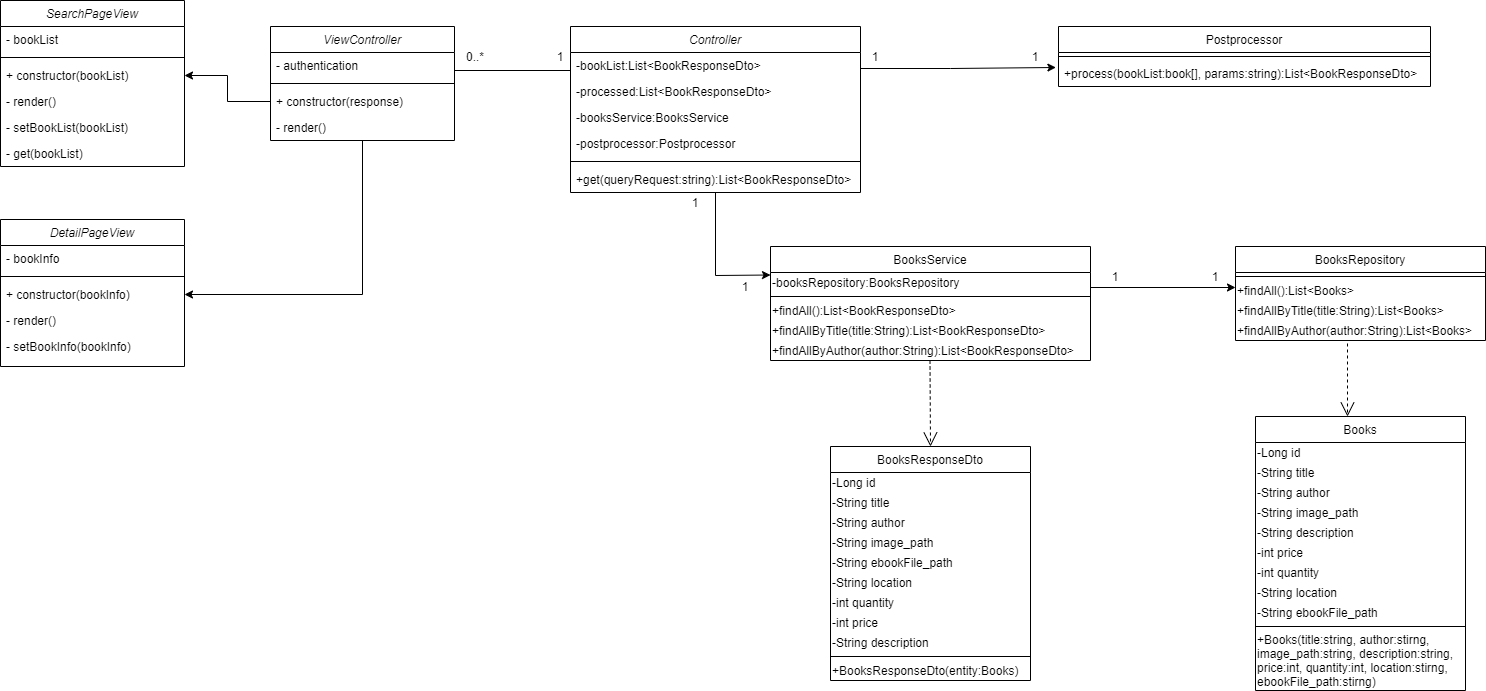 SearchPageView
- bookList
+ constructor(bookList)
- render()
- setBookList(bookList)
- get(bookList)
ViewController
- authentication
+ constructor(response)
- render()
0..*
1
Controller
-bookList:List<BookResponseDto>
-processed:List<BookResponseDto>
-booksService:BooksService
-postprocessor:Postprocessor
+get(queryRequest:string):List<BookResponseDto>
1
1
Postprocessor
+process(bookList:book[], params:string):List<BookResponseDto>
1
1
DetailPageView
- bookInfo
+ constructor(bookInfo)
- render()
- setBookInfo(bookInfo)
BooksService
-booksRepository:BooksRepository
+findAll():List<BookResponseDto>
+findAllByTitle(title:String):List<BookResponseDto>
+findAllByAuthor(author:String):List<BookResponseDto>
1
1
BooksRepository
+findAll():List<Books>
+findAllByTitle(title:String):List<Books>
+findAllByAuthor(author:String):List<Books>
BooksResponseDto
-Long id
-String title
-String author
-String image_path
-String ebookFile_path
-String location
-int quantity
-int price
-String description
+BooksResponseDto(entity:Books)
Books
-Long id
-String title
-String author
-String image_path
-String description
-int price
-int quantity
-String location
-String ebookFile_path
+Books(title:string, author:stirng,
image_path:string, description:string,
price:int, quantity:int, location:stirng,
ebookFile_path:stirng)